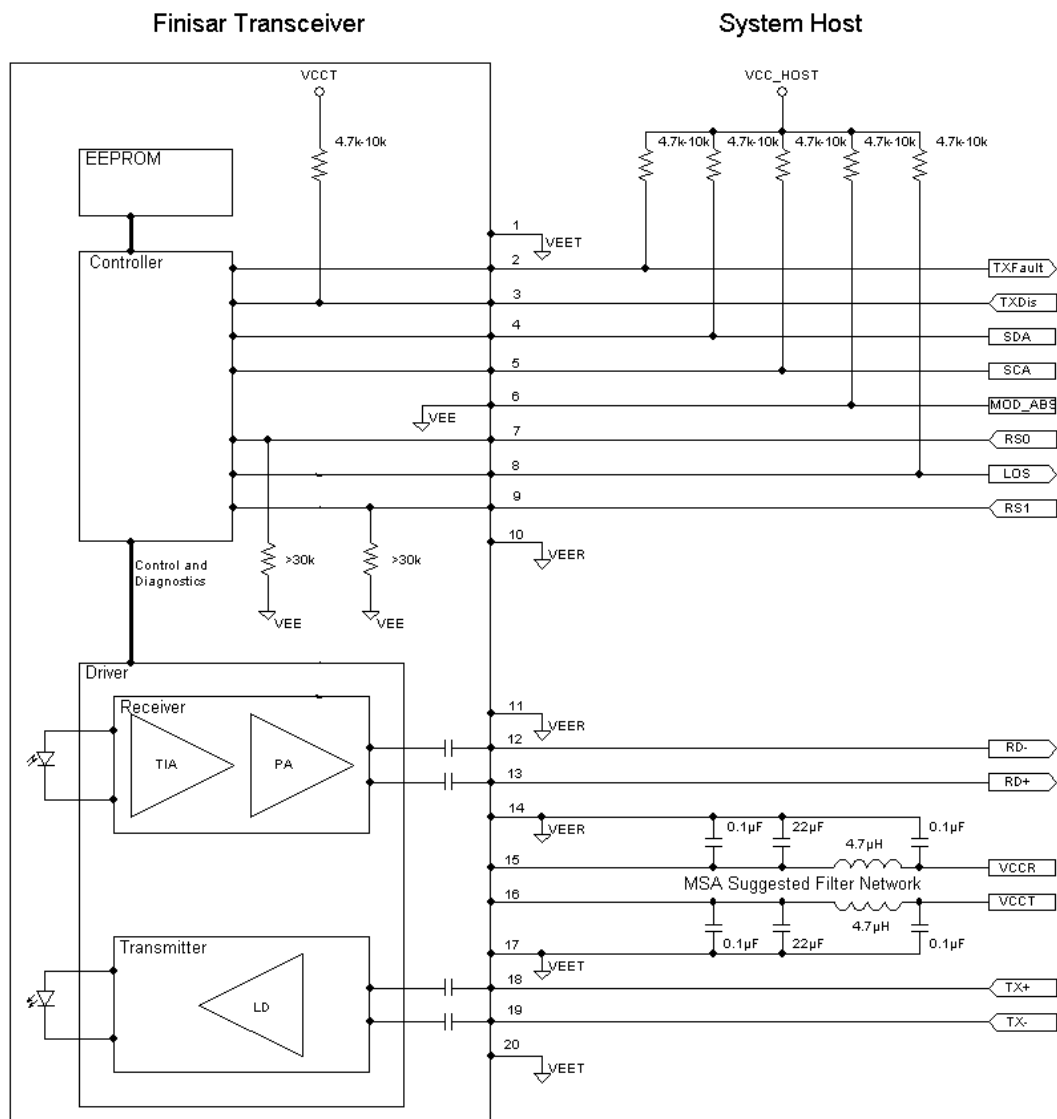 Finisar Transceiver
System Host
VCCT
VCC_HOST
4.7k-10k
4.7k-10k
4.7k-10k
4.7k-10k
4.7k-10k
4.7k-10k
EEPROM
1
VEET
Controller
2
TXFault
3
TXDis
4
SDA
5
SCA
6
VEE
MOD_ABS
7
RS0
8
LOS
9
RS1
10
VEER
Control and
Diagnostics
>30k
>30k
VEE
VEE
Driver
Receiver
TIA
PA
11
VEER
12
RD-
13
RD+
14
VEER
0.1µF
22µF
0.1µF
4.7µH
15
VCCR
MSA Suggested Filter Network
16
VCCT
4.7µH
0.1µF
22µF
0.1µF
17
VEET
Transmitter
LD
18
TX+
19
TX-
20
VEET